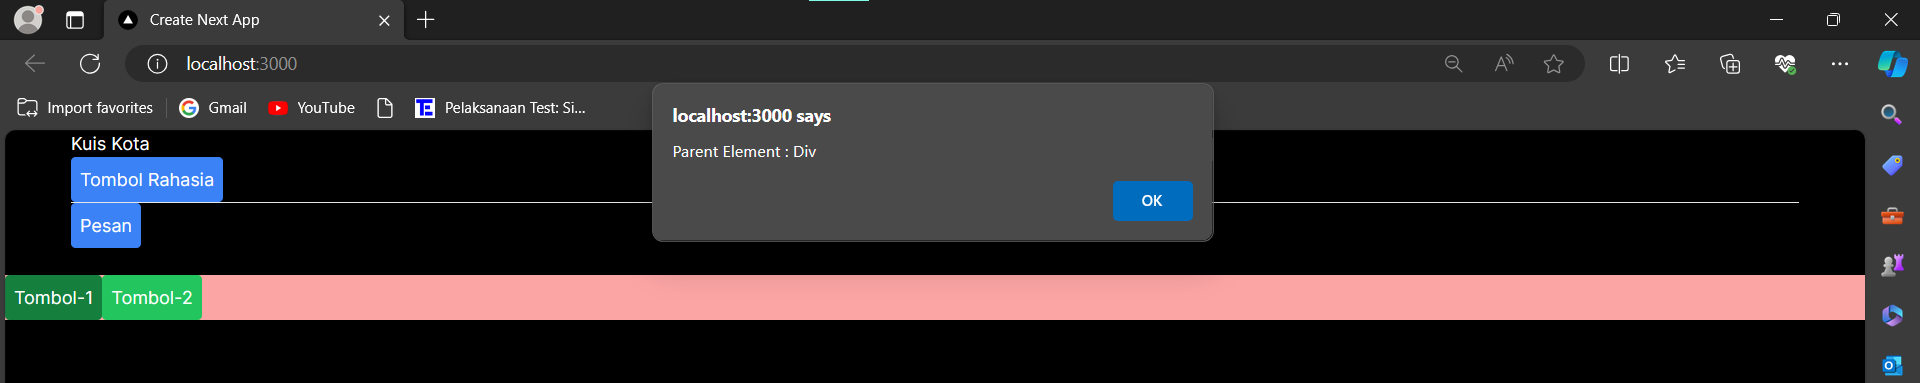 Create Next App
localhost:3000
Import favorites
Gmail
YouTube
Pelaksanaan Test: Si...
localhost:3000 says
Parent Element : Div
OK
Kuis Kota
Tombol Rahasia
Pesan
Tombol-1
Tombol-2